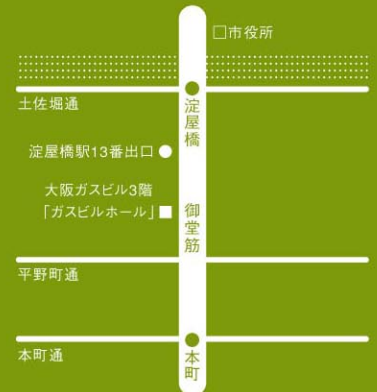 □市役所
土佐堀通
淀屋橋
淀屋橋駅13番出口●
大阪ガスビル3階
「ガスビルホール」■
御堂筋
平野町通
本町通
本町